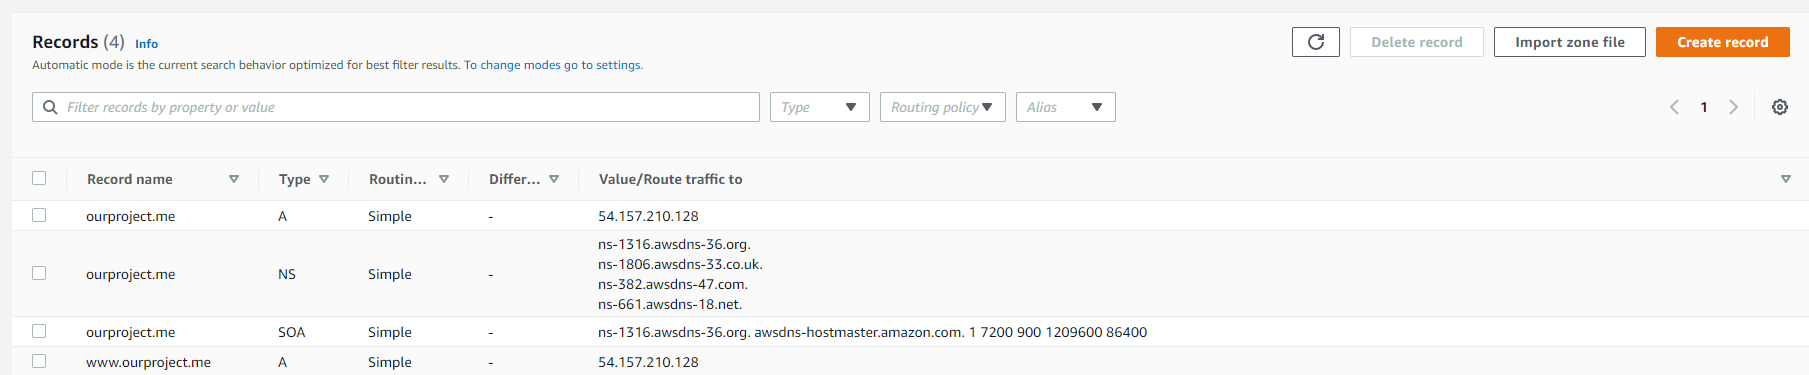 Records (4) Info
Automatic mode is the current search behavior optimized for best filter results. To change modes go to settings.
Delete record
Import zone file
Create record
Filter records by property or value
Type
Routing policy
Alias
1
Record name Type Routin... Differ... Value/Route traffic to
ourproject.me A Simple - 54.157.210.128
ourproject.me NS Simple - ns-1316.awsdns-36.org.
ns-1806.awsdns-33.co.uk.
ns-382.awsdns-47.com.
ns-661.awsdns-18.net.
ourproject.me SOA Simple - ns-1316.awsdns-36.org. awsdns-hostmaster.amazon.com. 1 7200 900 1209600 86400
www.ourproject.me A Simple - 54.157.210.128